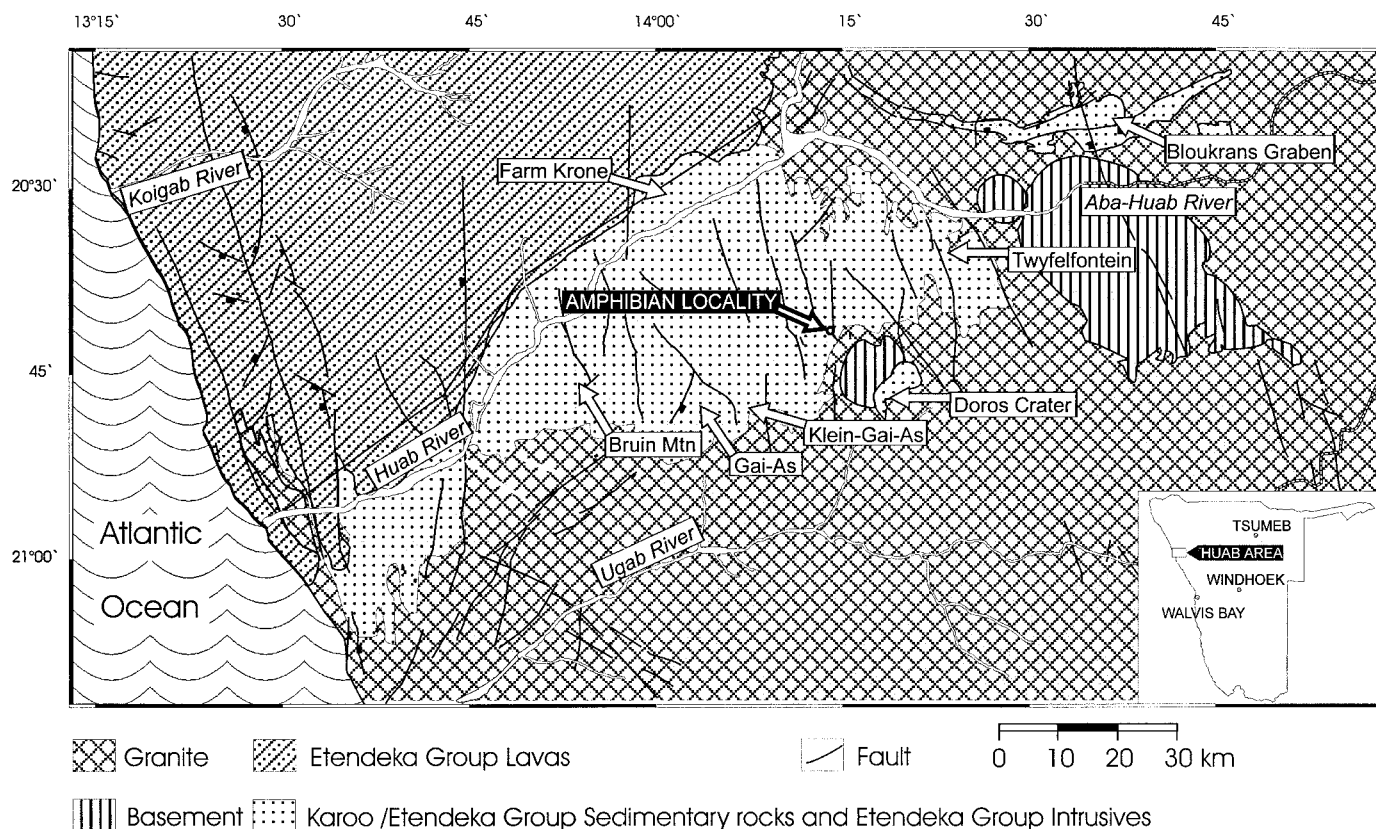 13°15` 30` 45` 14°00` 15` 30` 45`
Bloukrans Graben
Koigab River
Farm Krone
20°30`
Aba-Huab River
Twyfelfontein
AMPHIBIAN LOCALITY
45`
Doros Crater
Klein-Gai-As
Bruin Mtn
Gai-As
Huab River
Atlantic
Ocean
Ugab River
21°00`
TSUMEB
HUAB AREA
WINDHOEK
WALVIS BAY
Granite Etendeka Group Lavas Fault 0 10 20 30 km
Basement Karoo /Etendeka Group Sedimentary rocks and Etendeka Group Intrusives